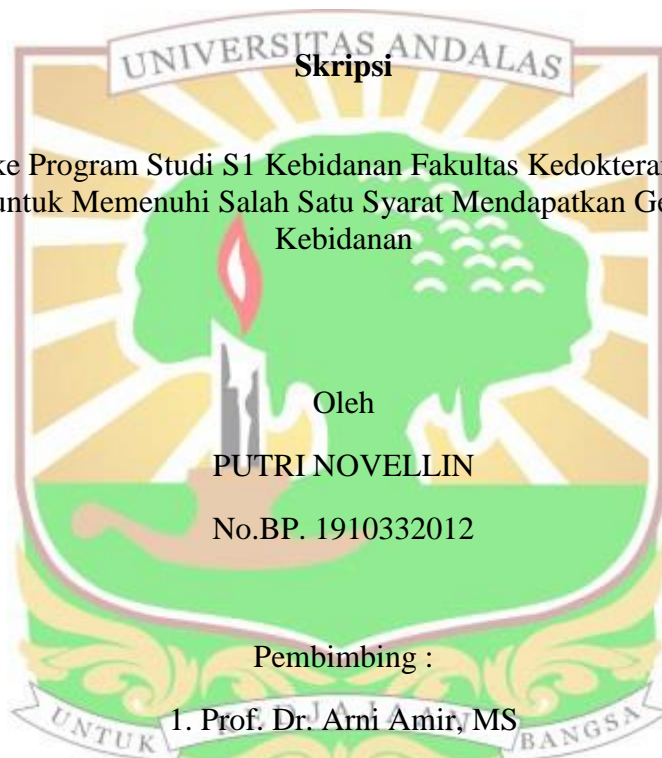 UNIVERSITAS ANDALAS
Skripsi
ke Program Studi S1 Kebidanan Fakultas Kedokteran
untuk Memenuhi Salah Satu Syarat Mendapatkan Ge
Kebidanan
Oleh
PUTRI NOVELLIN
No.BP. 1910332012
Pembimbing :
1. Prof. Dr. Arni Amir, MS
UNTUK KEDJAJAAN BANGSA